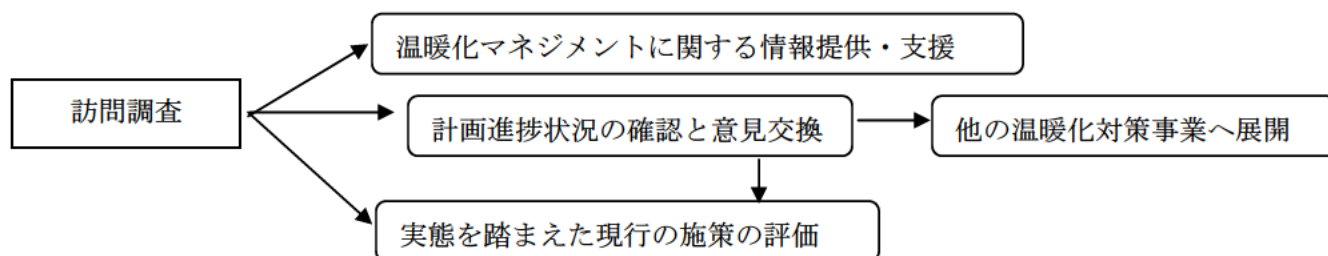 温暖化マネジメントに関する情報提供・支援
訪問調査
計画進捗状況の確認と意見交換
他の温暖化対策事業へ展開
実態を踏まえた現行の施策の評価